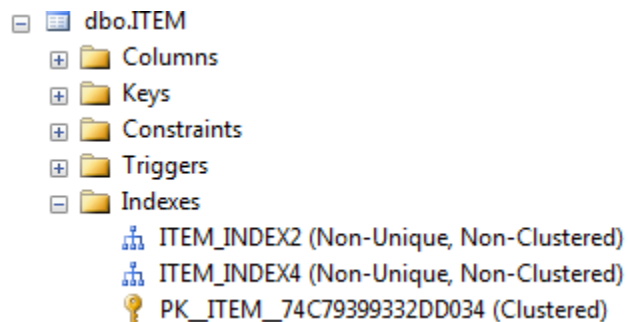 dbo.ITEM
Columns
Keys
Constraints
Triggers
Indexes
ITEM_INDEX2 (Non-Unique, Non-Clustered)
ITEM_INDEX4 (Non-Unique, Non-Clustered)
PK__ITEM__74C79399332DD034 (Clustered)